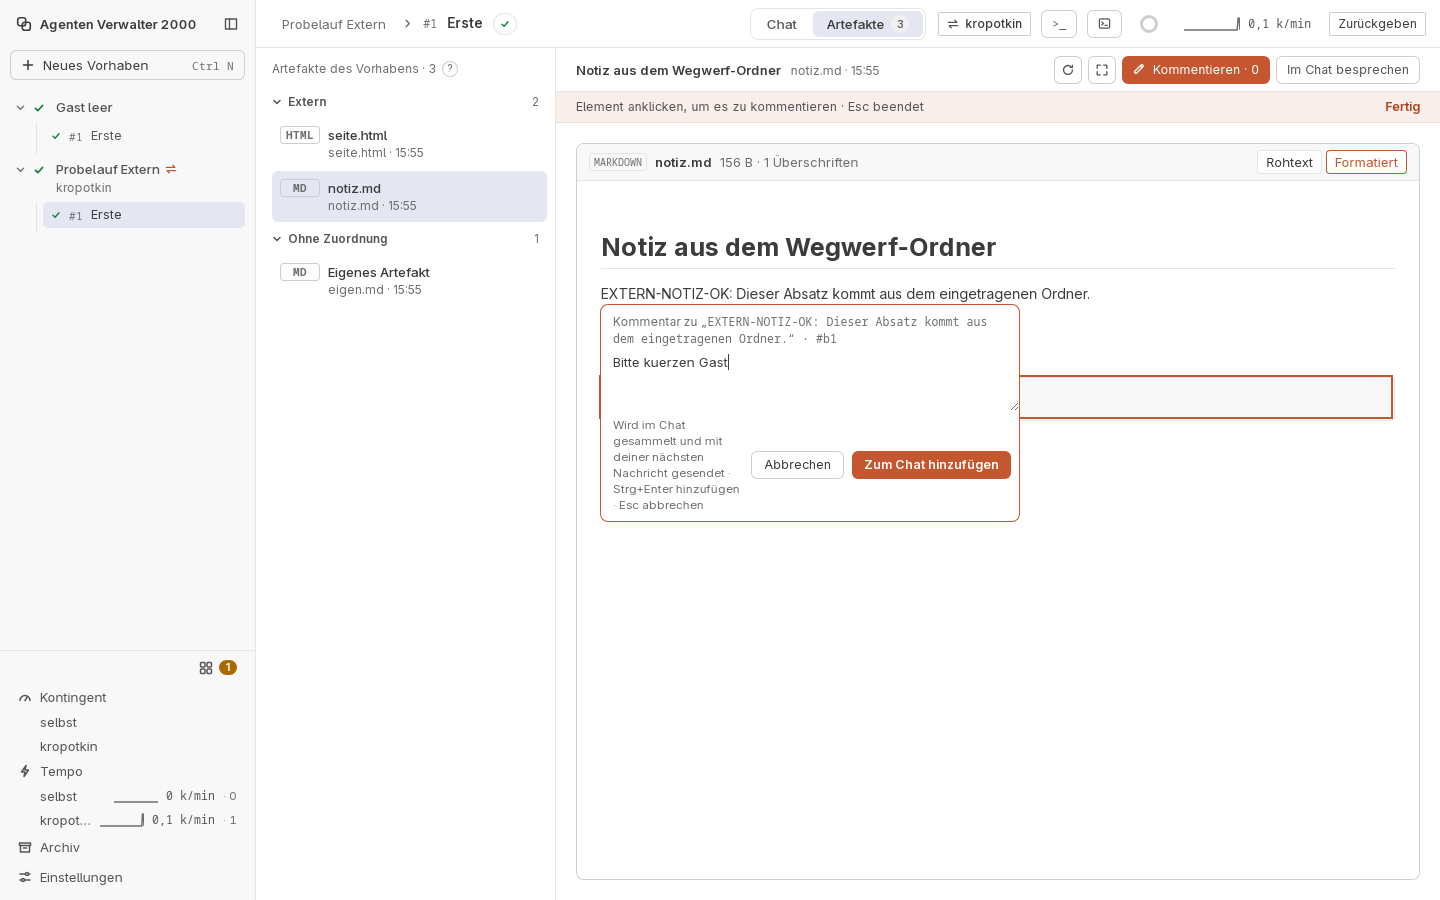 Agenten Verwalter 2000
Neues Vorhaben Ctrl N
Gast leer
#1 Erste
Probelauf Extern
kropotkin
#1 Erste
1
Kontingent
selbst
kropotkin
Tempo
selbst 0 k/min · 0
kropot… 0,1 k/min · 1
Archiv
Einstellungen
Probelauf Extern #1 Erste
Chat Artefakte 3 kropotkin >_ 0,1 k/min Zurückgeben
Artefakte des Vorhabens · 3 ?
Extern 2
HTML seite.html
seite.html · 15:55
MD notiz.md
notiz.md · 15:55
Ohne Zuordnung 1
MD Eigenes Artefakt
eigen.md · 15:55
Notiz aus dem Wegwerf-Ordner notiz.md · 15:55 Kommentieren · 0 Im Chat besprechen
Element anklicken, um es zu kommentieren · Esc beendet Fertig
MARKDOWN notiz.md 156 B · 1 Überschriften Rohtext Formatiert
Notiz aus dem Wegwerf-Ordner
EXTERN-NOTIZ-OK: Dieser Absatz kommt aus dem eingetragenen Ordner.
Kommentar zu „EXTERN-NOTIZ-OK: Dieser Absatz kommt aus
dem eingetragenen Ordner.“ · #b1
Bitte kuerzen Gast
Wird im Chat
gesammelt und mit
deiner nächsten
Nachricht gesendet ·
Strg+Enter hinzufügen
· Esc abbrechen
Abbrechen Zum Chat hinzufügen